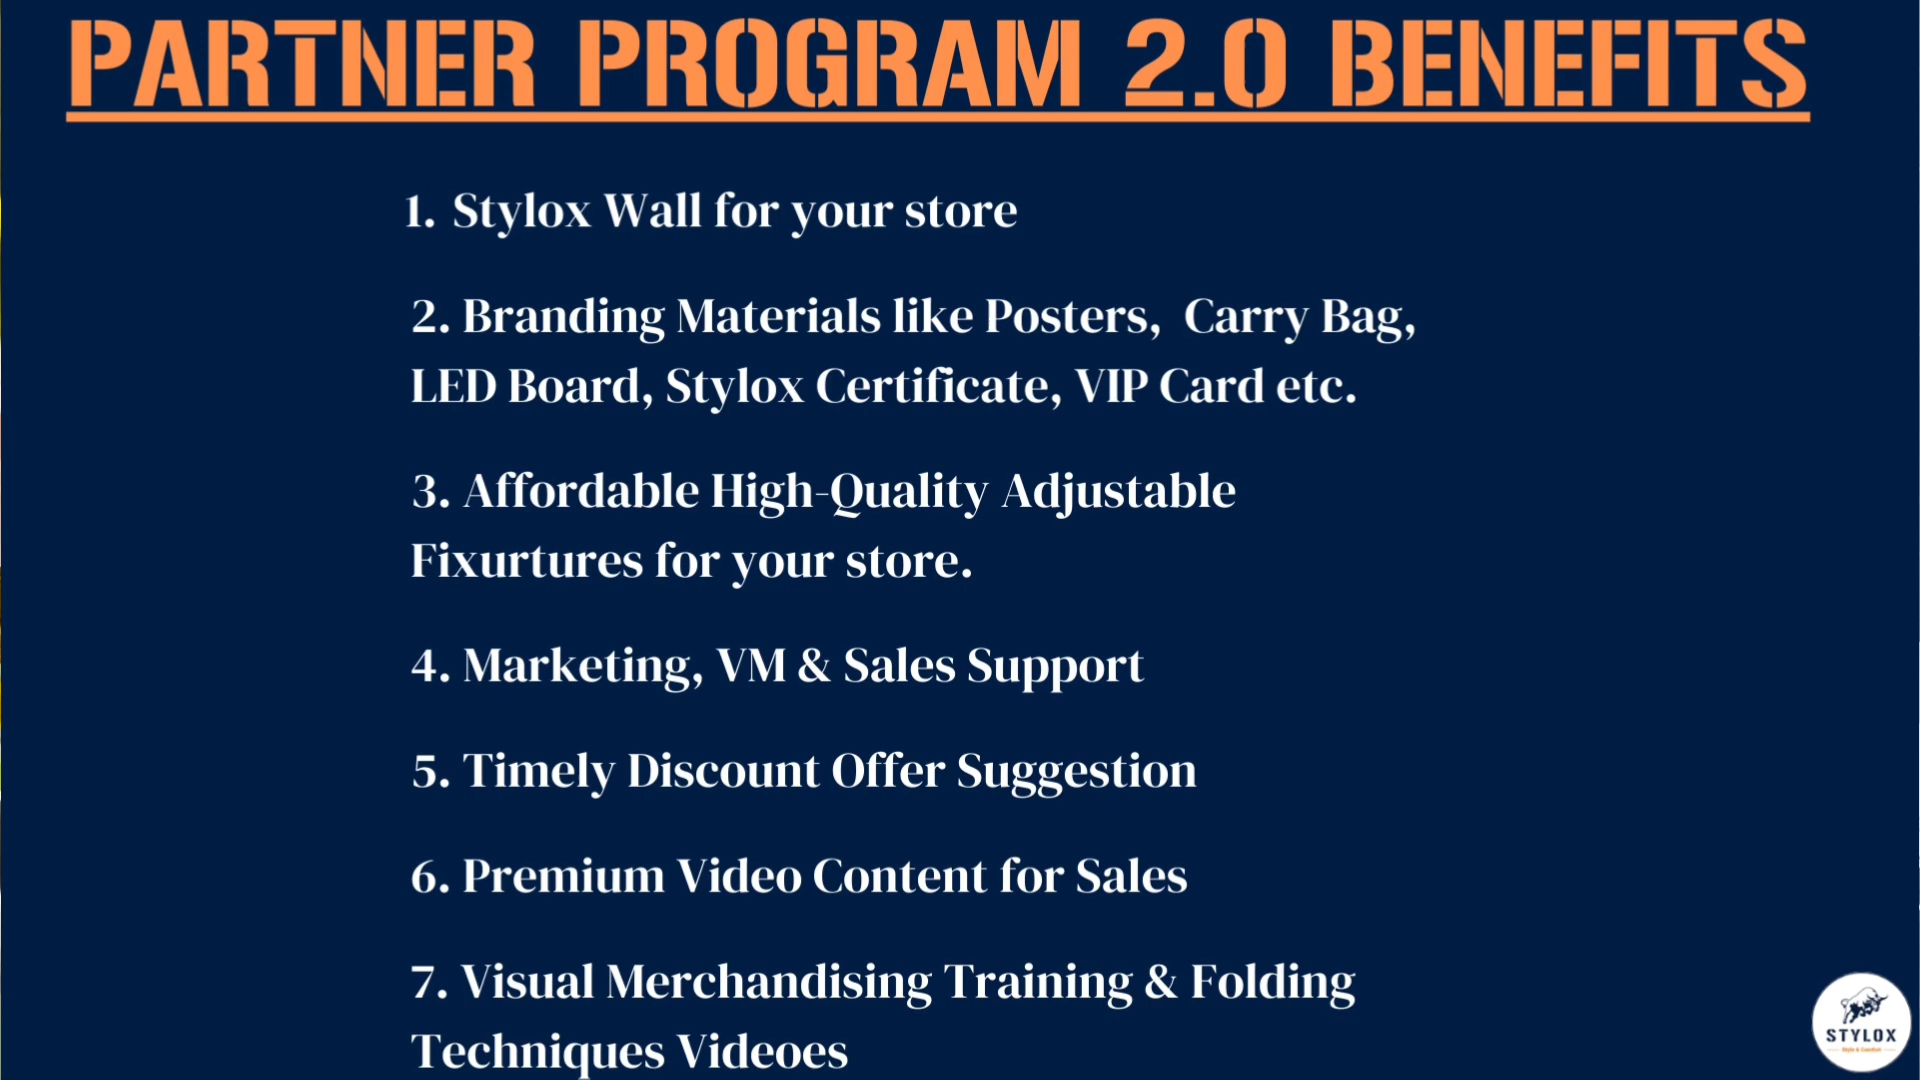 PARTNER PROGRAM 2.0 BENEFITS
1. Stylox Wall for your store
2. Branding Materials like Posters,  Carry Bag,
LED Board, Stylox Certificate, VIP Card etc.
3. Affordable High-Quality Adjustable
Fixurtures for your store.
4. Marketing, VM & Sales Support
5. Timely Discount Offer Suggestion
6. Premium Video Content for Sales
7. Visual Merchandising Training & Folding
Techniques Videoes
STYLOX
Style & Comfort